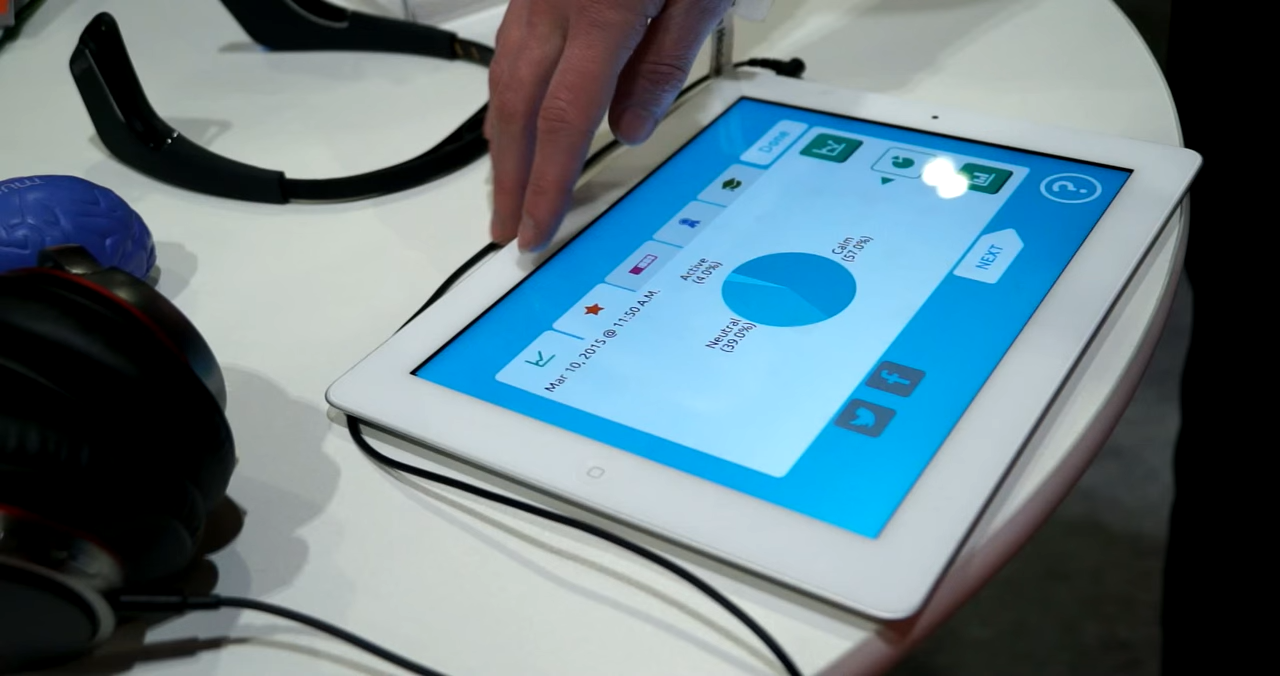 Done
Mar 10, 2015 @ 11:50 A.M.
Active
(4.0%)
Calm
(57.0%)
Neutral
(39.0%)
NEXT
?
f